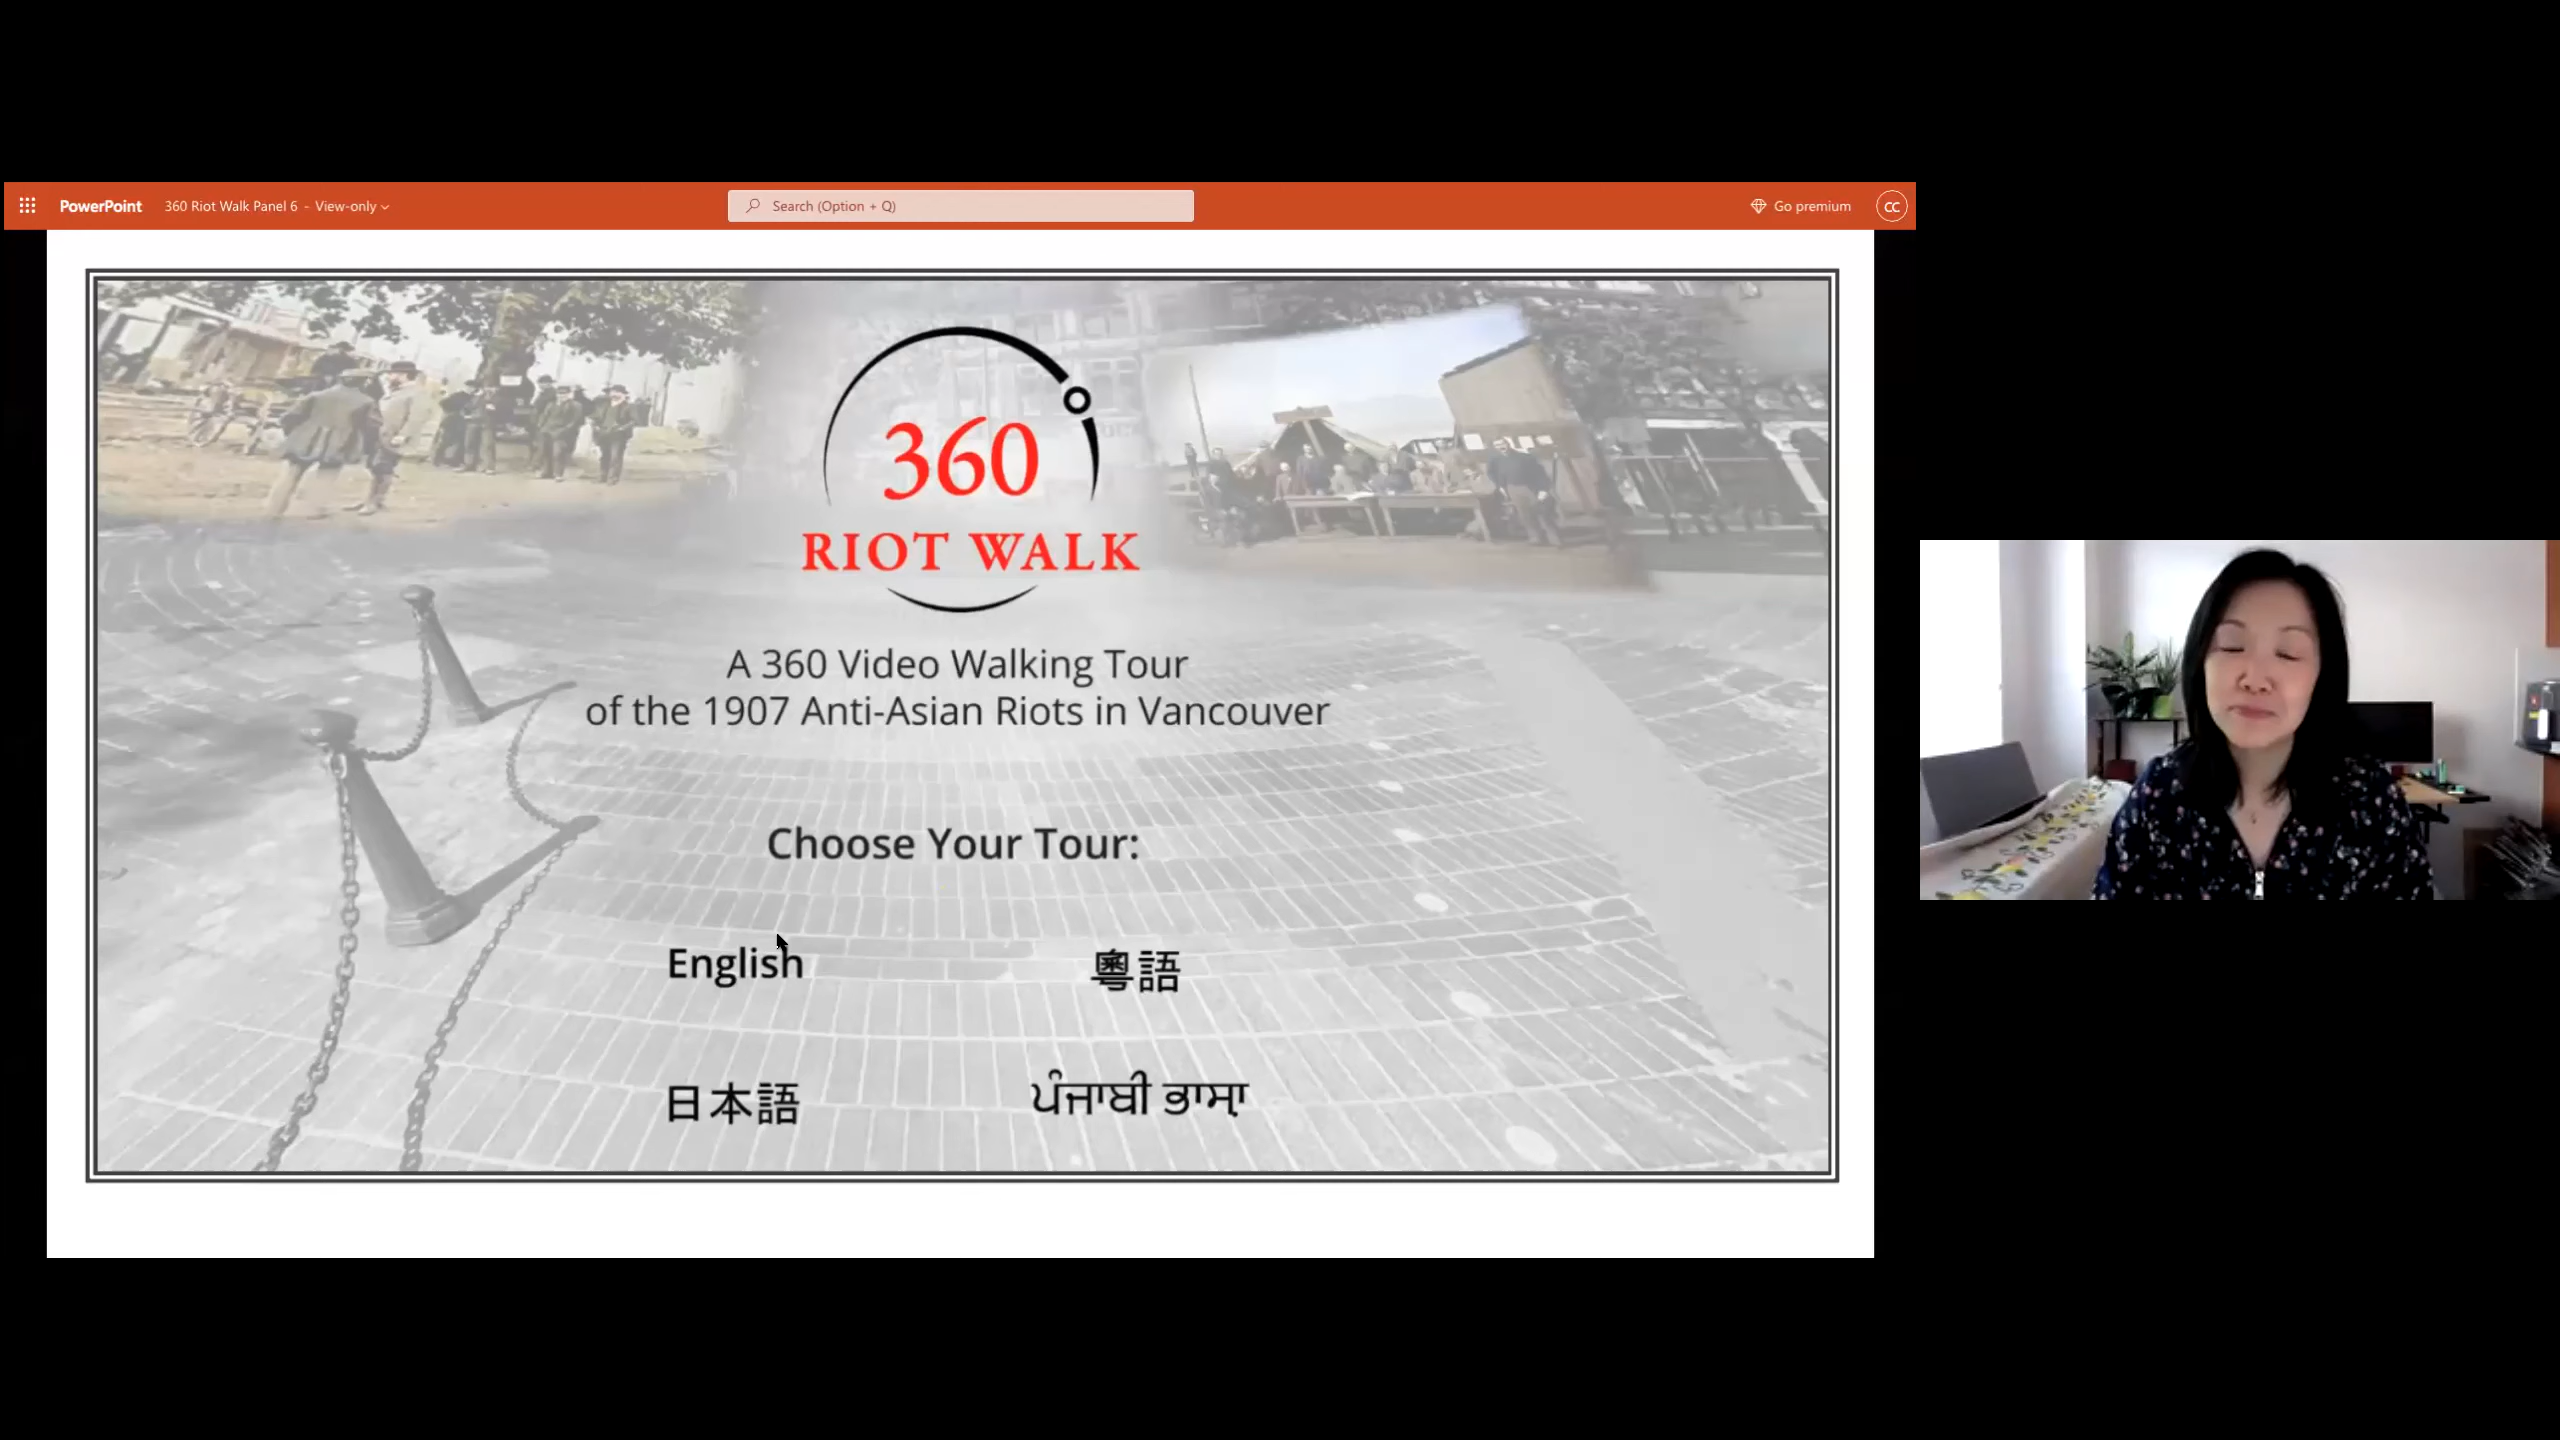 PowerPoint 360 Riot Walk Panel 6 - View-only Search (Option + Q) Go premium CC
360
RIOT WALK
A 360 Video Walking Tour
of the 1907 Anti-Asian Riots in Vancouver
Choose Your Tour:
English 粵語
日本語 ਪੰਜਾਬੀ ਭਾਸ਼ਾ